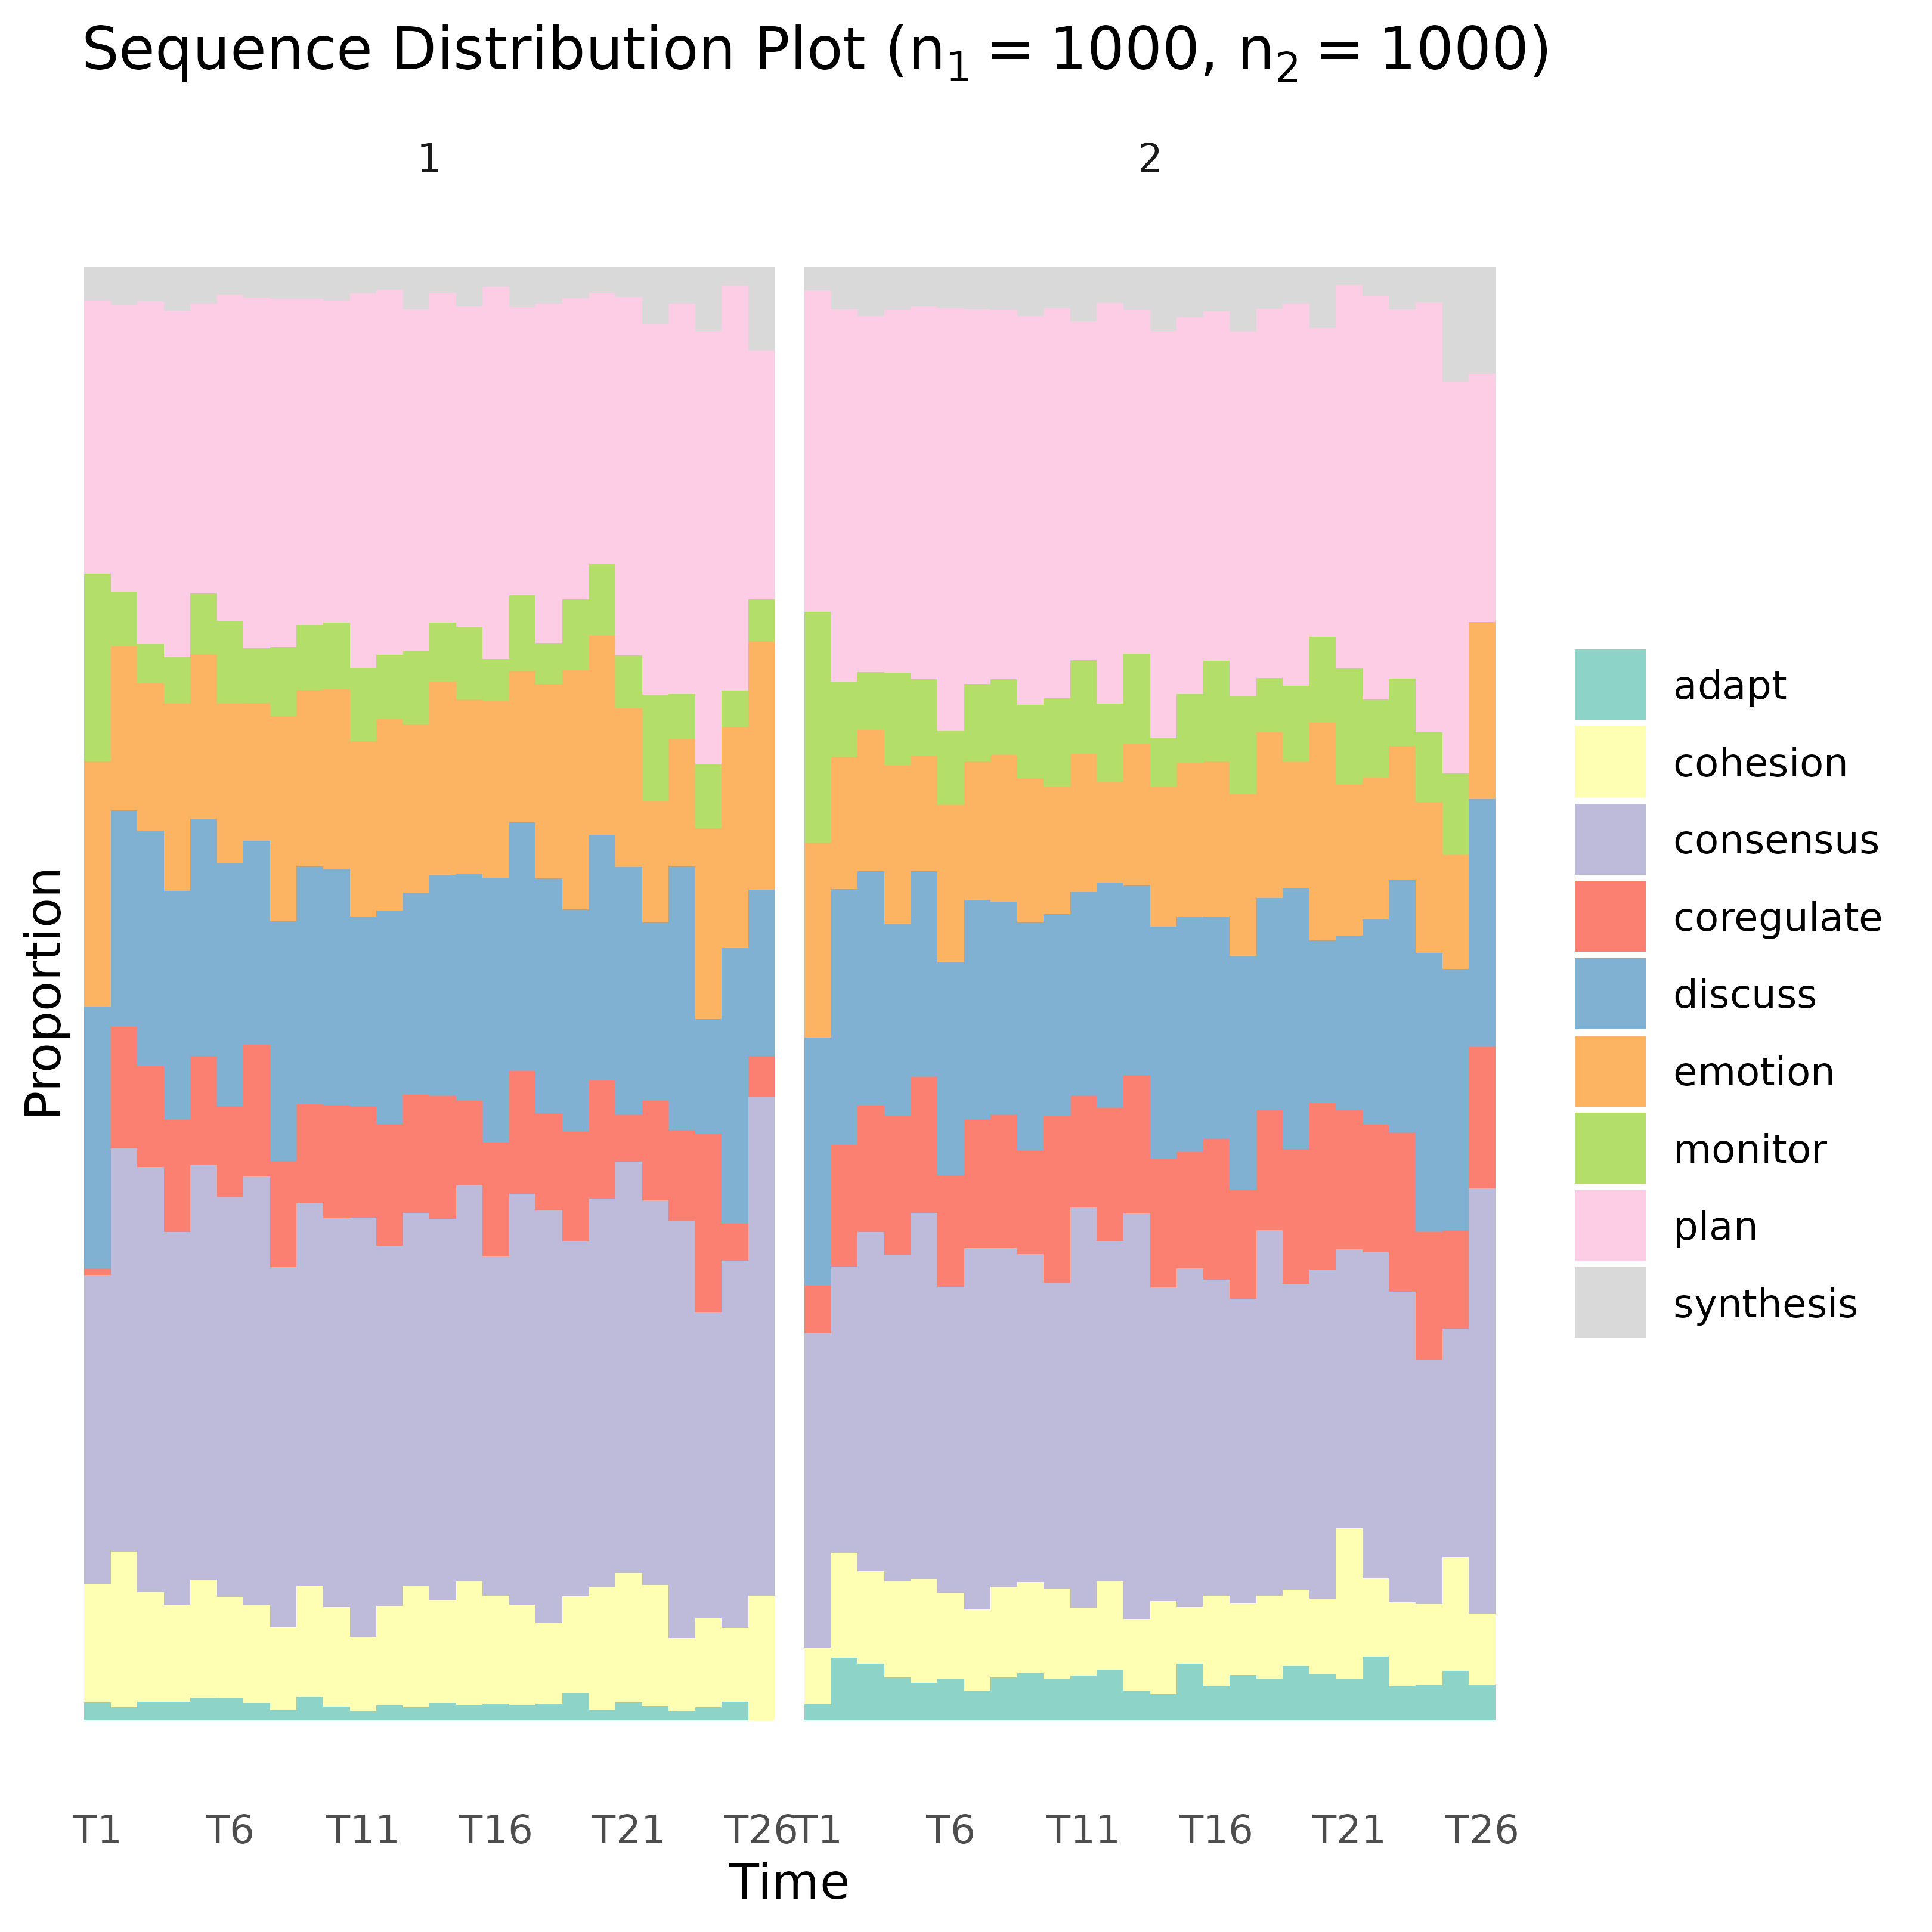 Sequence Distribution Plot (n₁ = 1000, n₂ = 1000)
1
2
Proportion
adapt
cohesion
consensus
coregulate
discuss
emotion
monitor
plan
synthesis
T1 T6 T11 T16 T21 T26 T1 T6 T11 T16 T21 T26
Time